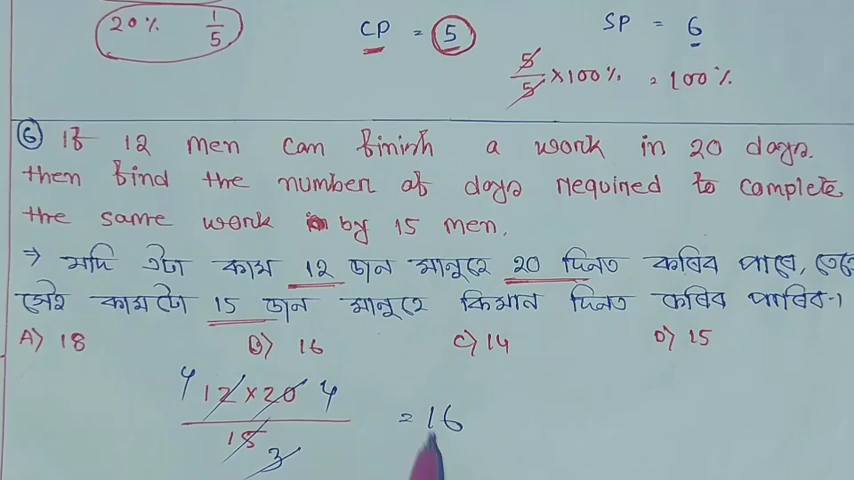 20% 1/5 CP = 5 SP = 6
5/5 ×100% = 100%
6 If 12 men can finish a work in 20 days.
then find the number of days required to complete
the same work by 15 men.
⇒ যদি এটা কাম 12 জন মানুহে 20 দিনত কৰিব পাৰে, তেনে
সেই কামটো 15 জন মানুহে কিমান দিনত কৰিব পাৰিব।
A) 18 B) 16 C) 14 D) 15
4 12 × 20 4
15 3
= 16